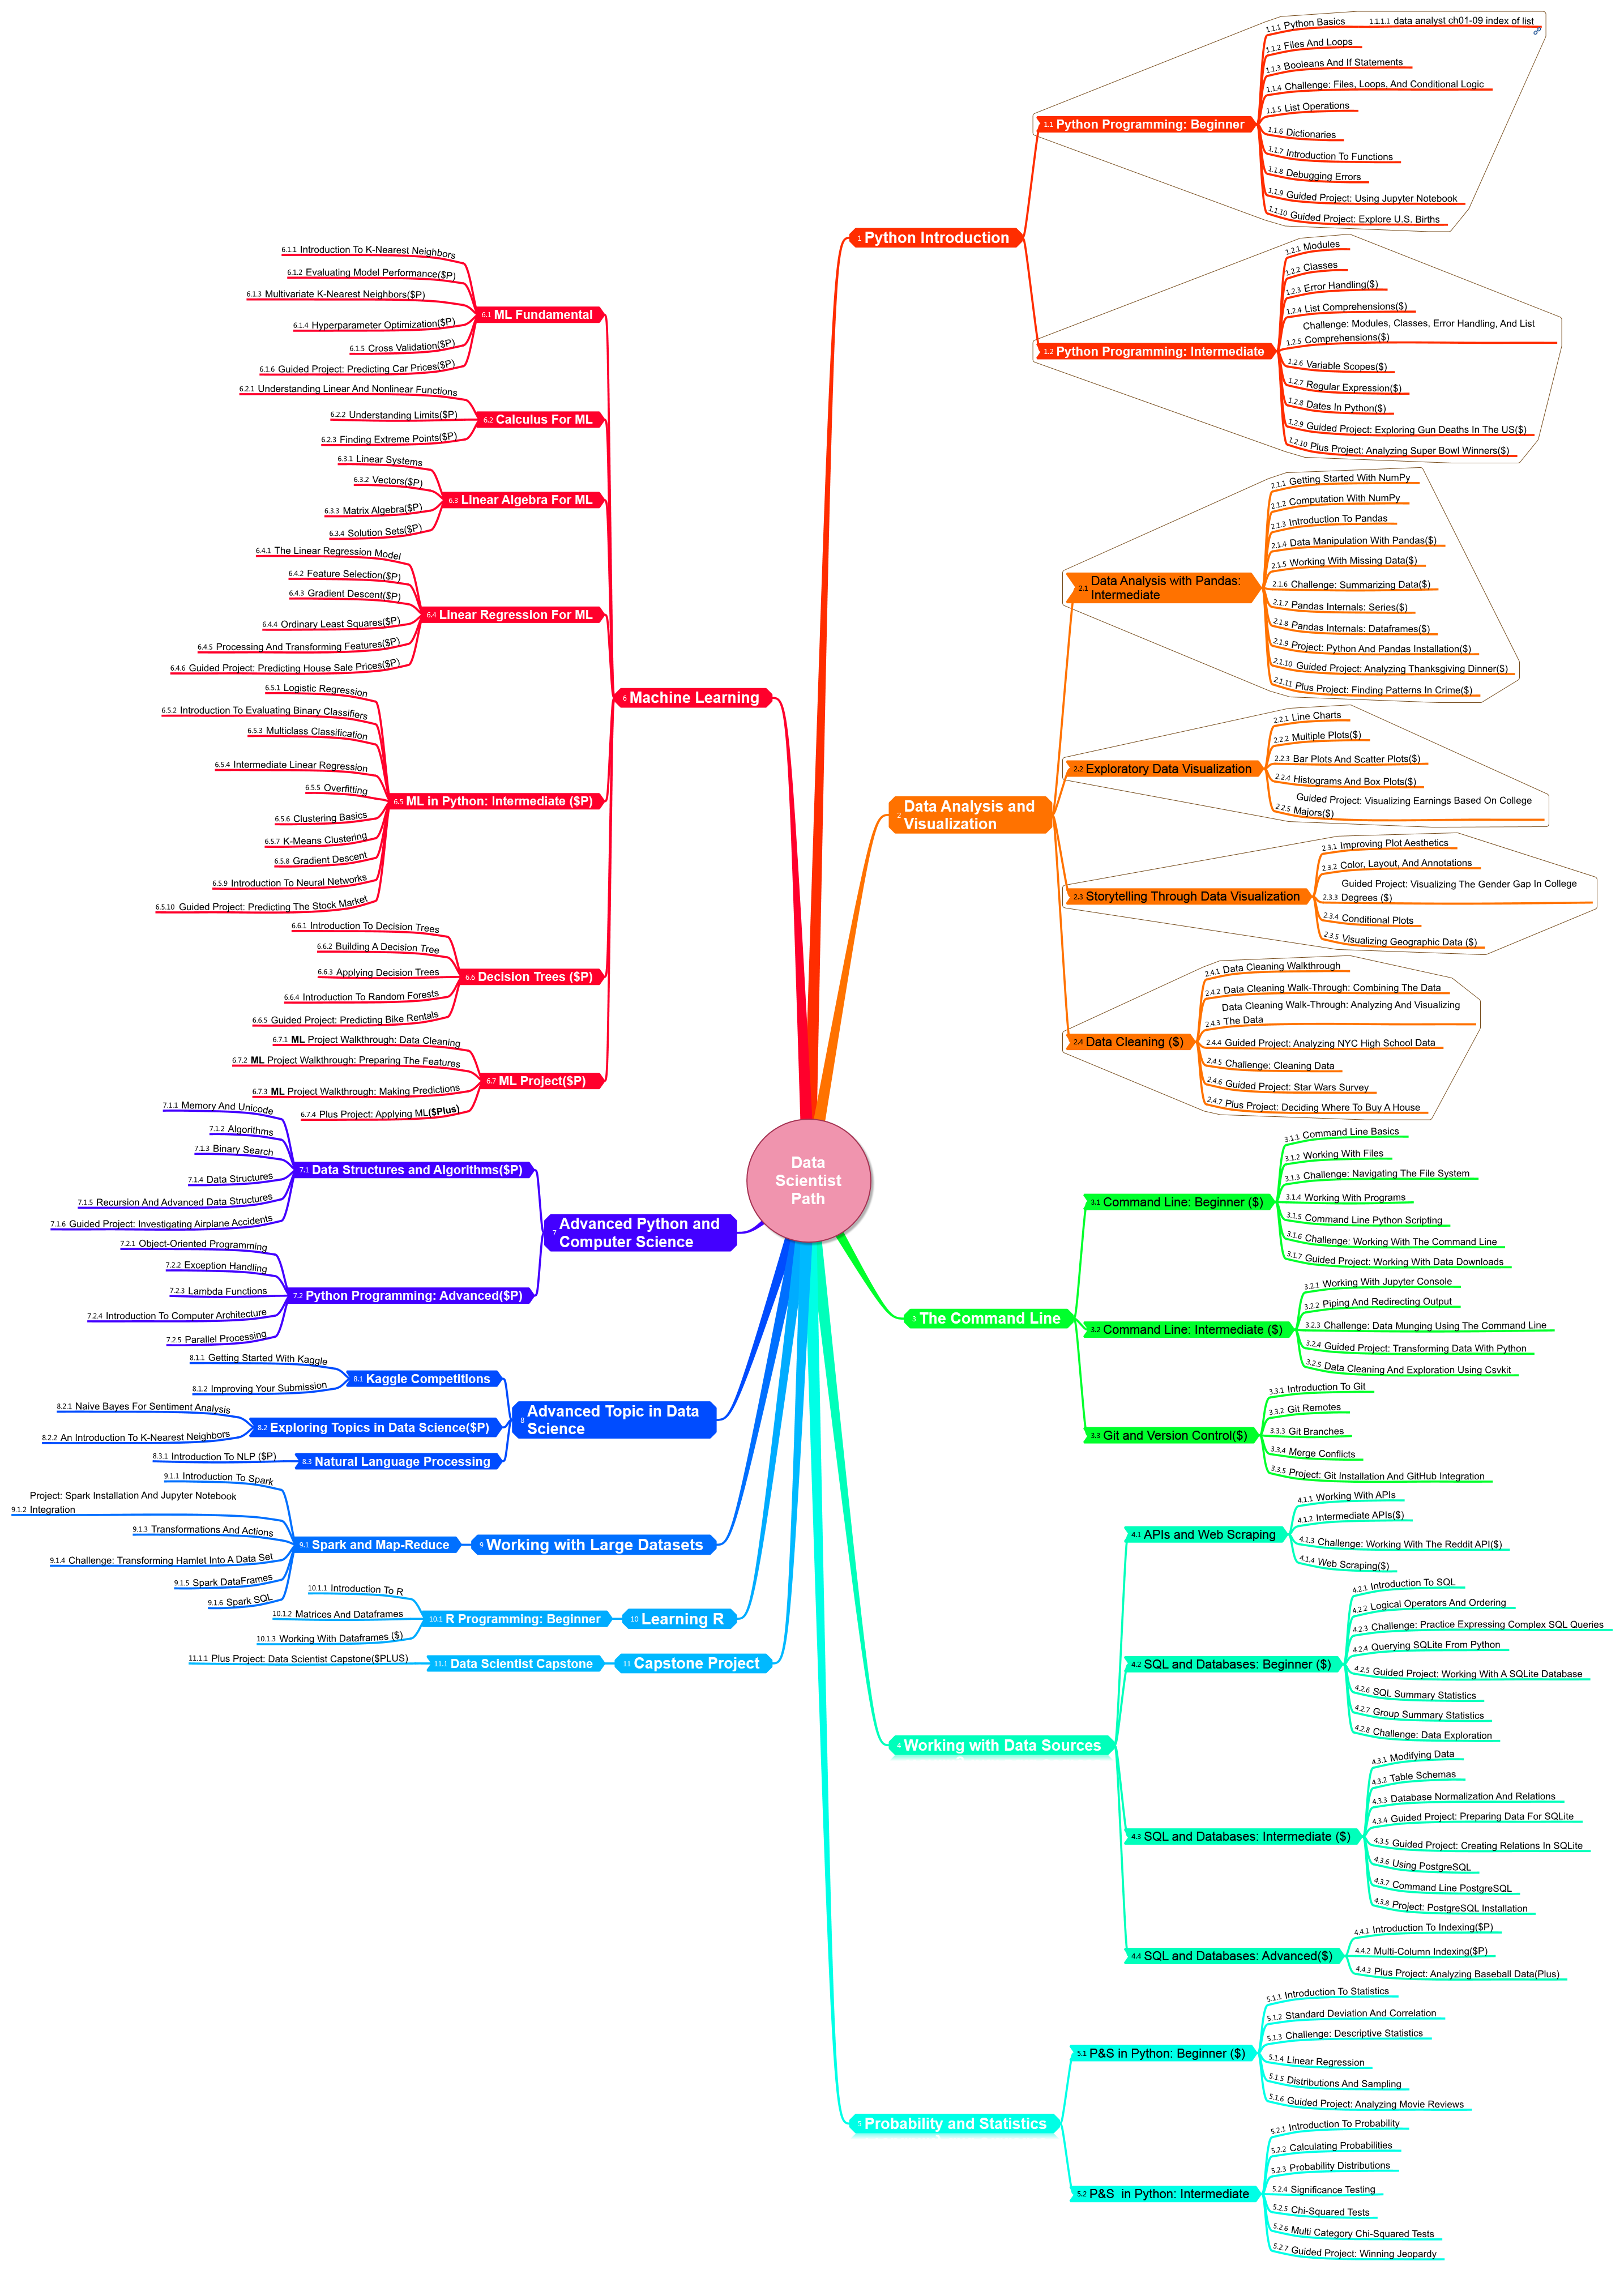 Data
Scientist
Path
1 Python Introduction
1.1 Python Programming: Beginner
1.1.1 Python Basics
1.1.1.1 data analyst ch01-09 index of list
1.1.2 Files And Loops
1.1.3 Booleans And If Statements
1.1.4 Challenge: Files, Loops, And Conditional Logic
1.1.5 List Operations
1.1.6 Dictionaries
1.1.7 Introduction To Functions
1.1.8 Debugging Errors
1.1.9 Guided Project: Using Jupyter Notebook
1.1.10 Guided Project: Explore U.S. Births
1.2 Python Programming: Intermediate
1.2.1 Modules
1.2.2 Classes
1.2.3 Error Handling($)
1.2.4 List Comprehensions($)
Challenge: Modules, Classes, Error Handling, And List
1.2.5 Comprehensions($)
1.2.6 Variable Scopes($)
1.2.7 Regular Expression($)
1.2.8 Dates In Python($)
1.2.9 Guided Project: Exploring Gun Deaths In The US($)
1.2.10 Plus Project: Analyzing Super Bowl Winners($)
2 Data Analysis and
Visualization
2.1 Data Analysis with Pandas:
Intermediate
2.1.1 Getting Started With NumPy
2.1.2 Computation With NumPy
2.1.3 Introduction To Pandas
2.1.4 Data Manipulation With Pandas($)
2.1.5 Working With Missing Data($)
2.1.6 Challenge: Summarizing Data($)
2.1.7 Pandas Internals: Series($)
2.1.8 Pandas Internals: Dataframes($)
2.1.9 Project: Python And Pandas Installation($)
2.1.10 Guided Project: Analyzing Thanksgiving Dinner($)
2.1.11 Plus Project: Finding Patterns In Crime($)
2.2 Exploratory Data Visualization
2.2.1 Line Charts
2.2.2 Multiple Plots($)
2.2.3 Bar Plots And Scatter Plots($)
2.2.4 Histograms And Box Plots($)
Guided Project: Visualizing Earnings Based On College
2.2.5 Majors($)
2.3 Storytelling Through Data Visualization
2.3.1 Improving Plot Aesthetics
2.3.2 Color, Layout, And Annotations
Guided Project: Visualizing The Gender Gap In College
2.3.3 Degrees ($)
2.3.4 Conditional Plots
2.3.5 Visualizing Geographic Data ($)
2.4 Data Cleaning ($)
2.4.1 Data Cleaning Walkthrough
2.4.2 Data Cleaning Walk-Through: Combining The Data
Data Cleaning Walk-Through: Analyzing And Visualizing
2.4.3 The Data
2.4.4 Guided Project: Analyzing NYC High School Data
2.4.5 Challenge: Cleaning Data
2.4.6 Guided Project: Star Wars Survey
2.4.7 Plus Project: Deciding Where To Buy A House
3 The Command Line
3.1 Command Line: Beginner ($)
3.1.1 Command Line Basics
3.1.2 Working With Files
3.1.3 Challenge: Navigating The File System
3.1.4 Working With Programs
3.1.5 Command Line Python Scripting
3.1.6 Challenge: Working With The Command Line
3.1.7 Guided Project: Working With Data Downloads
3.2 Command Line: Intermediate ($)
3.2.1 Working With Jupyter Console
3.2.2 Piping And Redirecting Output
3.2.3 Challenge: Data Munging Using The Command Line
3.2.4 Guided Project: Transforming Data With Python
3.2.5 Data Cleaning And Exploration Using Csvkit
3.3 Git and Version Control($)
3.3.1 Introduction To Git
3.3.2 Git Remotes
3.3.3 Git Branches
3.3.4 Merge Conflicts
3.3.5 Project: Git Installation And GitHub Integration
4 Working with Data Sources
4.1 APIs and Web Scraping
4.1.1 Working With APIs
4.1.2 Intermediate APIs($)
4.1.3 Challenge: Working With The Reddit API($)
4.1.4 Web Scraping($)
4.2 SQL and Databases: Beginner ($)
4.2.1 Introduction To SQL
4.2.2 Logical Operators And Ordering
4.2.3 Challenge: Practice Expressing Complex SQL Queries
4.2.4 Querying SQLite From Python
4.2.5 Guided Project: Working With A SQLite Database
4.2.6 SQL Summary Statistics
4.2.7 Group Summary Statistics
4.2.8 Challenge: Data Exploration
4.3 SQL and Databases: Intermediate ($)
4.3.1 Modifying Data
4.3.2 Table Schemas
4.3.3 Database Normalization And Relations
4.3.4 Guided Project: Preparing Data For SQLite
4.3.5 Guided Project: Creating Relations In SQLite
4.3.6 Using PostgreSQL
4.3.7 Command Line PostgreSQL
4.3.8 Project: PostgreSQL Installation
4.4 SQL and Databases: Advanced($)
4.4.1 Introduction To Indexing($P)
4.4.2 Multi-Column Indexing($P)
4.4.3 Plus Project: Analyzing Baseball Data(Plus)
5 Probability and Statistics
5.1 P&S in Python: Beginner ($)
5.1.1 Introduction To Statistics
5.1.2 Standard Deviation And Correlation
5.1.3 Challenge: Descriptive Statistics
5.1.4 Linear Regression
5.1.5 Distributions And Sampling
5.1.6 Guided Project: Analyzing Movie Reviews
5.2 P&S in Python: Intermediate
5.2.1 Introduction To Probability
5.2.2 Calculating Probabilities
5.2.3 Probability Distributions
5.2.4 Significance Testing
5.2.5 Chi-Squared Tests
5.2.6 Multi Category Chi-Squared Tests
5.2.7 Guided Project: Winning Jeopardy
6 Machine Learning
6.1 ML Fundamental
6.1.1 Introduction To K-Nearest Neighbors
6.1.2 Evaluating Model Performance($P)
6.1.3 Multivariate K-Nearest Neighbors($P)
6.1.4 Hyperparameter Optimization($P)
6.1.5 Cross Validation($P)
6.1.6 Guided Project: Predicting Car Prices($P)
6.2 Calculus For ML
6.2.1 Understanding Linear And Nonlinear Functions
6.2.2 Understanding Limits($P)
6.2.3 Finding Extreme Points($P)
6.3 Linear Algebra For ML
6.3.1 Linear Systems
6.3.2 Vectors($P)
6.3.3 Matrix Algebra($P)
6.3.4 Solution Sets($P)
6.4 Linear Regression For ML
6.4.1 The Linear Regression Model
6.4.2 Feature Selection($P)
6.4.3 Gradient Descent($P)
6.4.4 Ordinary Least Squares($P)
6.4.5 Processing And Transforming Features($P)
6.4.6 Guided Project: Predicting House Sale Prices($P)
6.5 ML in Python: Intermediate ($P)
6.5.1 Logistic Regression
6.5.2 Introduction To Evaluating Binary Classifiers
6.5.3 Multiclass Classification
6.5.4 Intermediate Linear Regression
6.5.5 Overfitting
6.5.6 Clustering Basics
6.5.7 K-Means Clustering
6.5.8 Gradient Descent
6.5.9 Introduction To Neural Networks
6.5.10 Guided Project: Predicting The Stock Market
6.6 Decision Trees ($P)
6.6.1 Introduction To Decision Trees
6.6.2 Building A Decision Tree
6.6.3 Applying Decision Trees
6.6.4 Introduction To Random Forests
6.6.5 Guided Project: Predicting Bike Rentals
6.7 ML Project($P)
6.7.1 ML Project Walkthrough: Data Cleaning
6.7.2 ML Project Walkthrough: Preparing The Features
6.7.3 ML Project Walkthrough: Making Predictions
6.7.4 Plus Project: Applying ML($Plus)
7 Advanced Python and
Computer Science
7.1 Data Structures and Algorithms($P)
7.1.1 Memory And Unicode
7.1.2 Algorithms
7.1.3 Binary Search
7.1.4 Data Structures
7.1.5 Recursion And Advanced Data Structures
7.1.6 Guided Project: Investigating Airplane Accidents
7.2 Python Programming: Advanced($P)
7.2.1 Object-Oriented Programming
7.2.2 Exception Handling
7.2.3 Lambda Functions
7.2.4 Introduction To Computer Architecture
7.2.5 Parallel Processing
8 Advanced Topic in Data
Science
8.1 Kaggle Competitions
8.1.1 Getting Started With Kaggle
8.1.2 Improving Your Submission
8.2 Exploring Topics in Data Science($P)
8.2.1 Naive Bayes For Sentiment Analysis
8.2.2 An Introduction To K-Nearest Neighbors
8.3 Natural Language Processing
8.3.1 Introduction To NLP ($P)
9 Working with Large Datasets
9.1 Spark and Map-Reduce
9.1.1 Introduction To Spark
Project: Spark Installation And Jupyter Notebook
9.1.2 Integration
9.1.3 Transformations And Actions
9.1.4 Challenge: Transforming Hamlet Into A Data Set
9.1.5 Spark DataFrames
9.1.6 Spark SQL
10 Learning R
10.1 R Programming: Beginner
10.1.1 Introduction To R
10.1.2 Matrices And Dataframes
10.1.3 Working With Dataframes ($)
11 Capstone Project
11.1 Data Scientist Capstone
11.1.1 Plus Project: Data Scientist Capstone($PLUS)